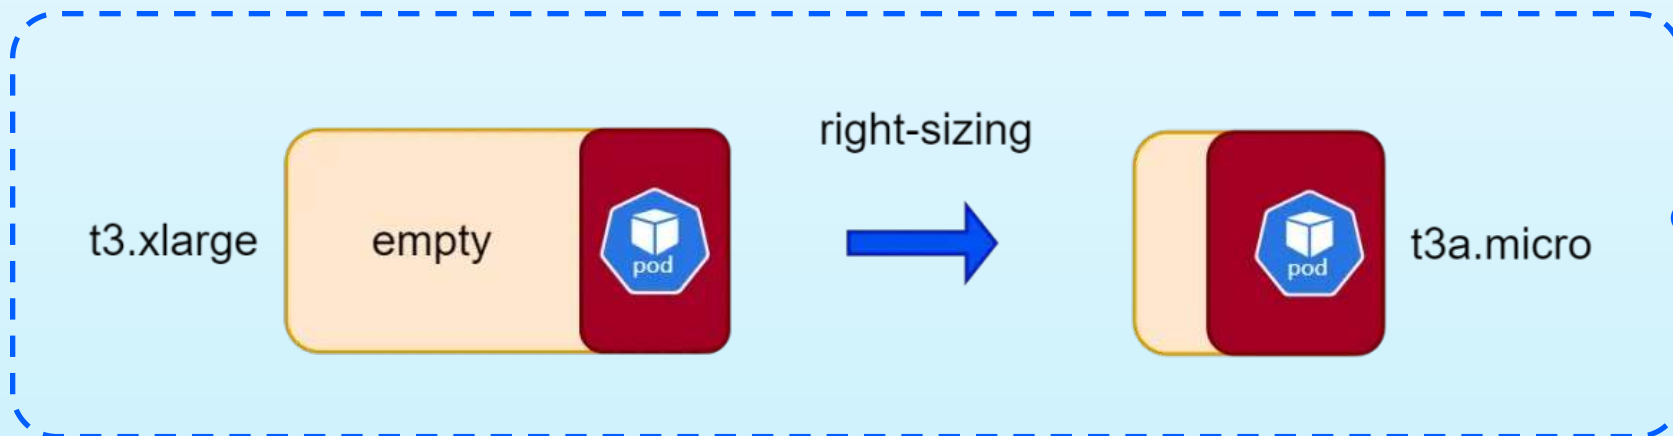 right-sizing
t3.xlarge
empty
pod
pod
t3a.micro